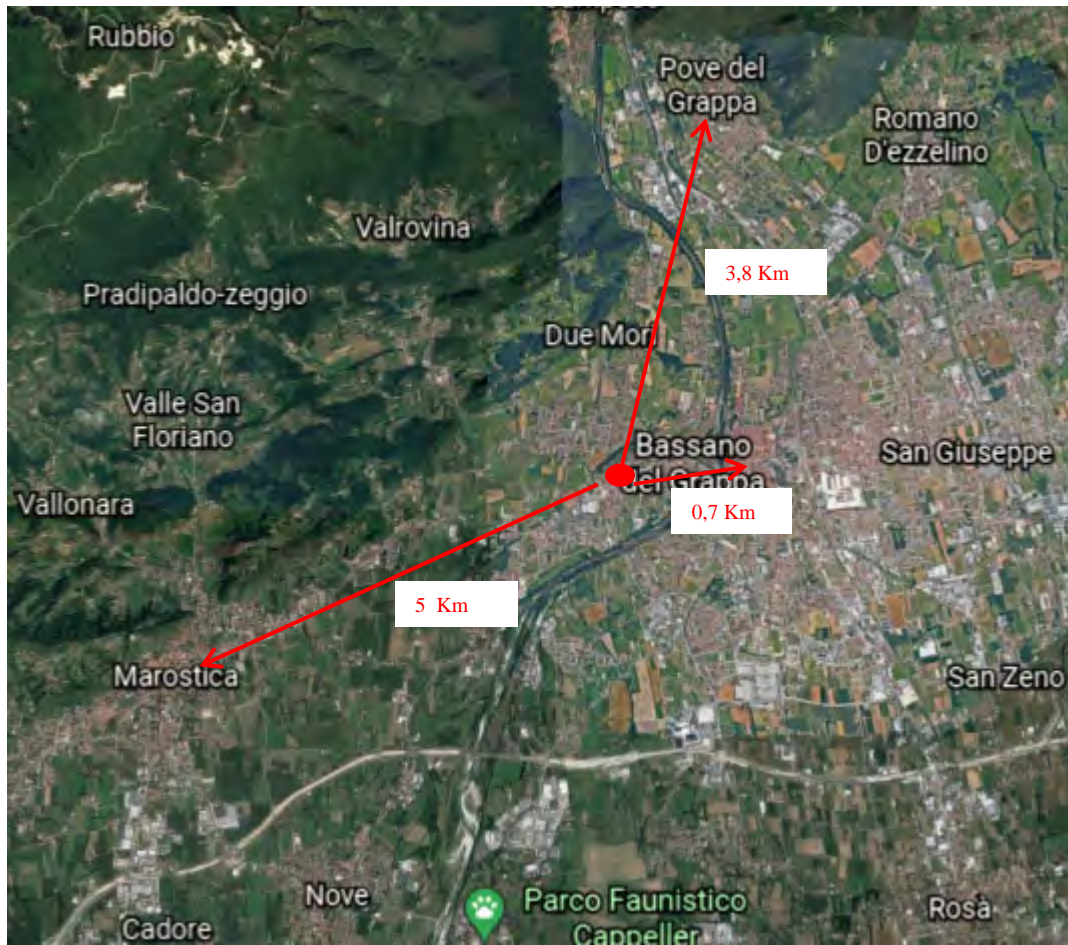 Rubbio
Pove del
Grappa
Romano
D'ezzelino
Valrovina
3,8 Km
Pradipaldo-zeggio
Due Mori
Valle San
Floriano
Bassano
del Grappa
San Giuseppe
Vallonara
0,7 Km
5 Km
Marostica
San Zeno
Nove
Parco Faunistico
Cappeller
Rosà
Cadore